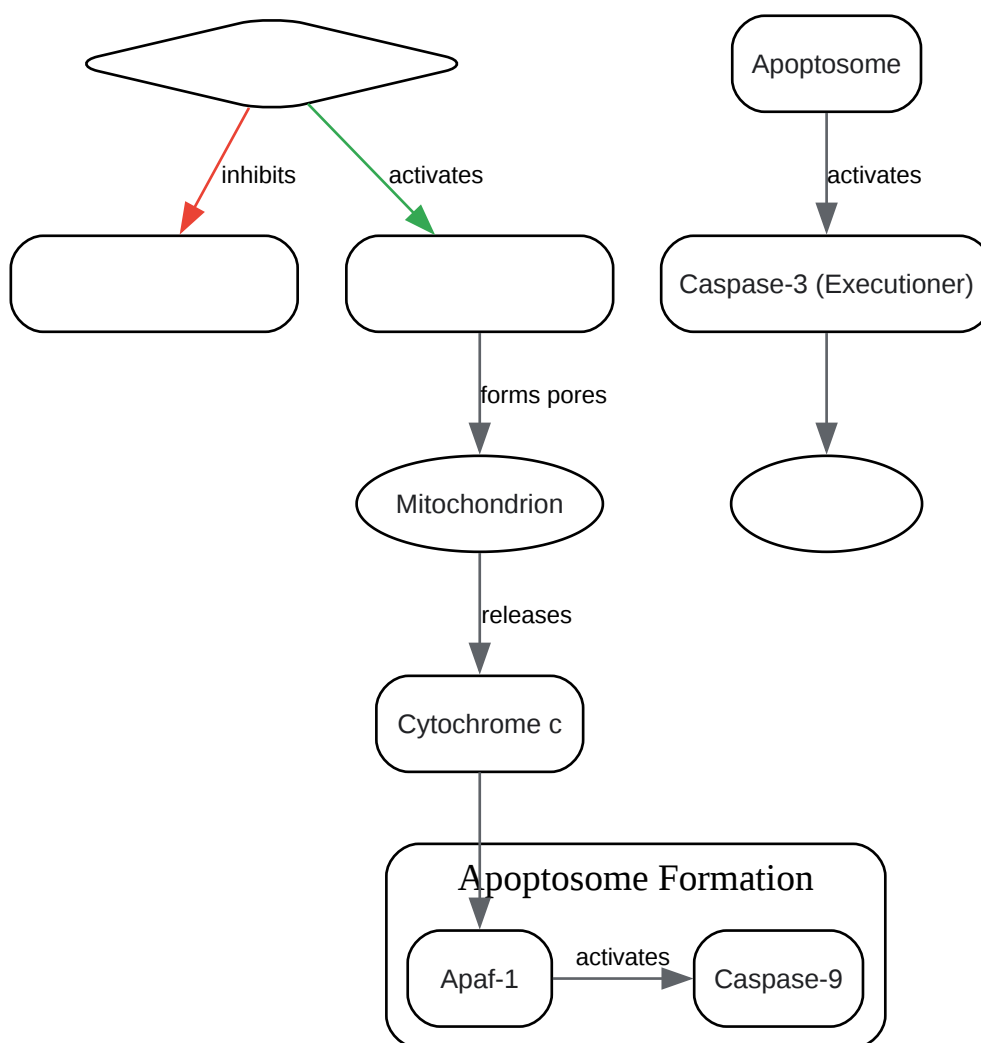 Apoptosome
inhibits
activates
activates
Caspase-3 (Executioner)
forms pores
Mitochondrion
releases
Cytochrome c
Apoptosome Formation
activates
Apaf-1
Caspase-9